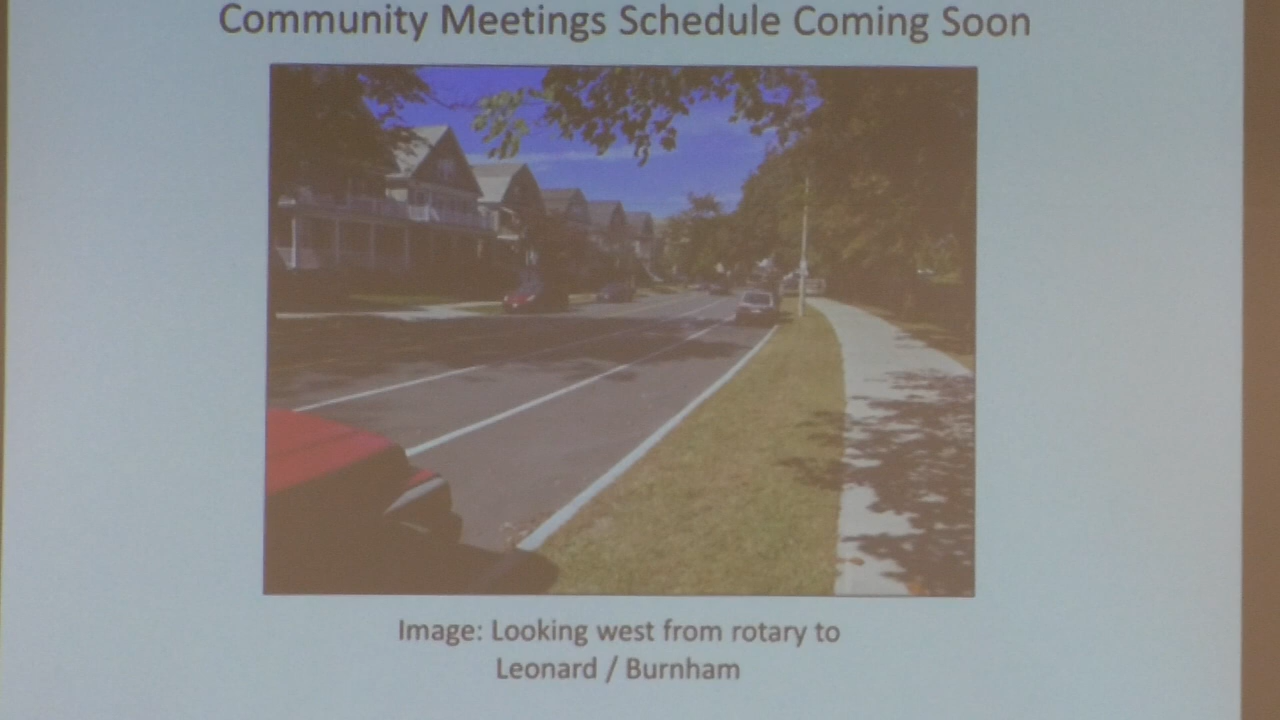 Community Meetings Schedule Coming Soon
Image: Looking west from rotary to
Leonard / Burnham